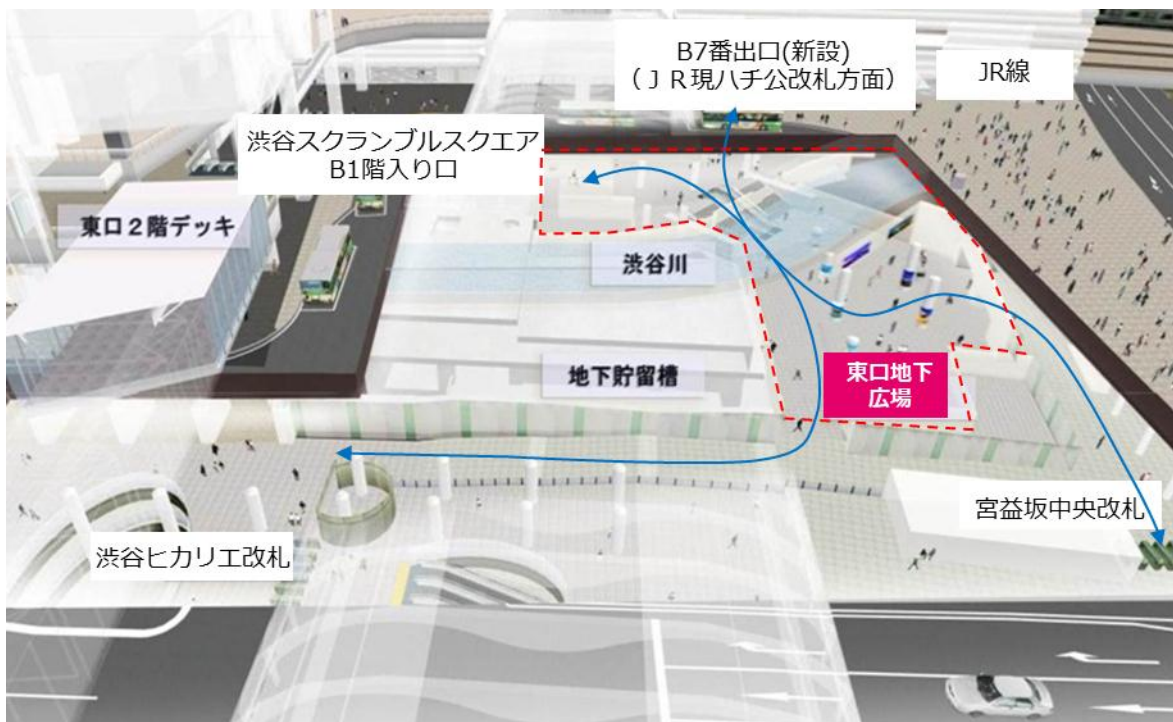 B7番出口(新設)
(JR現ハチ公改札方面)
JR線
渋谷スクランブルスクエア
B1階入り口
東口2階デッキ
渋谷川
地下貯留槽
東口地下
広場
宮益坂中央改札
渋谷ヒカリエ改札